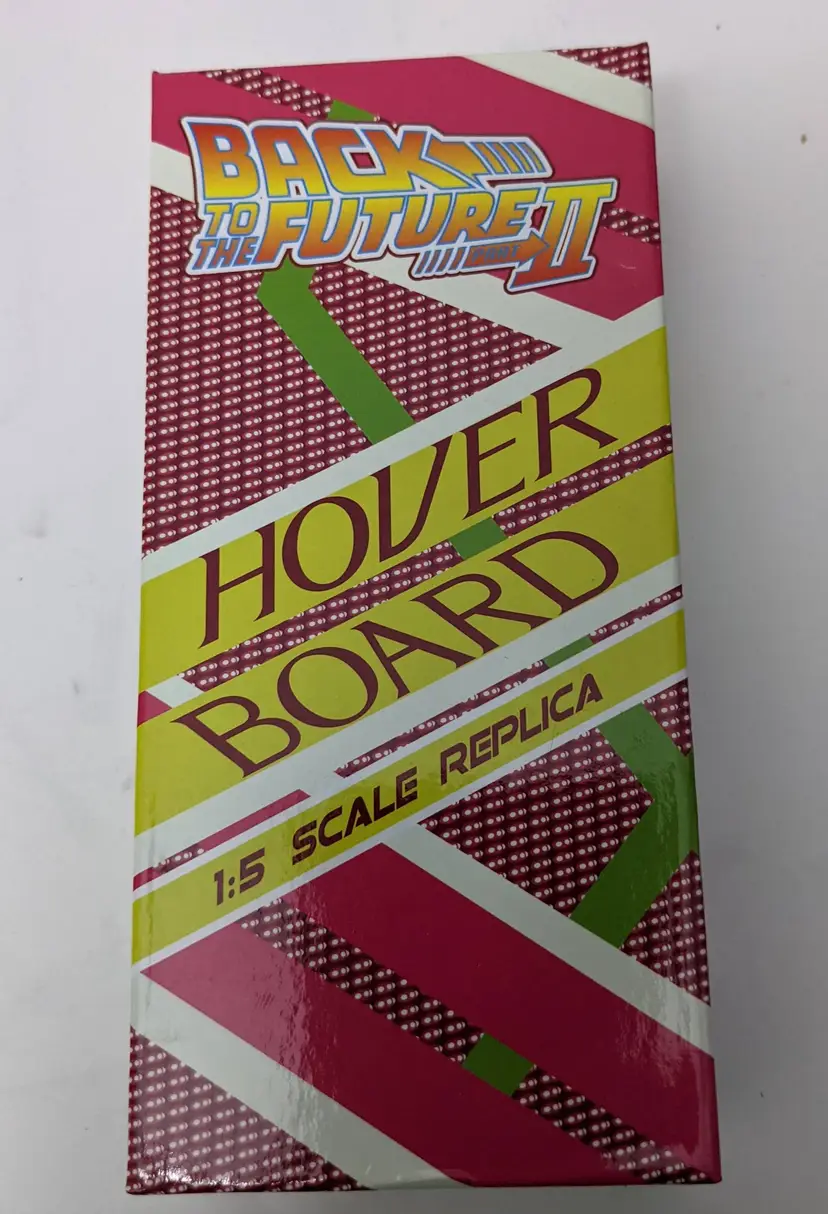 BACK
TO THE FUTURE
PART II
HOVER
BOARD
1:5 SCALE REPLICA